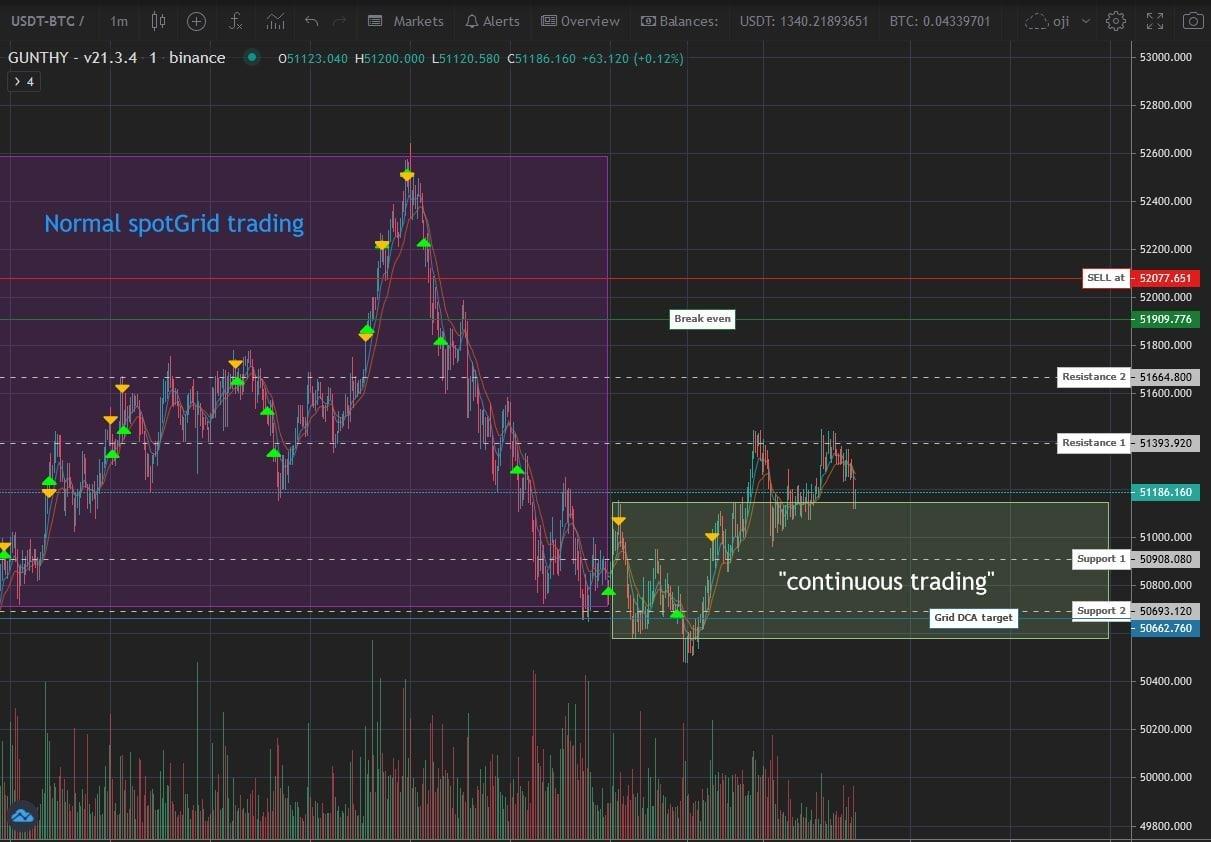 USDT-BTC / 1m Markets Alerts Overview Balances: USDT: 1340.21893651 BTC: 0.04339701 oji
GUNTHY - v21.3.4 1 binance O51123.040 H51200.000 L51120.580 C51186.160 +63.120 (+0.12%)
> 4
53000.000
52800.000
52600.000
52400.000
Normal spotGrid trading
52200.000
SELL at 52077.651
52000.000
Break even 51909.776
51800.000
Resistance 2 51664.800
51600.000
Resistance 1 51393.920
51186.160
51000.000
Support 1 50908.080
"continuous trading"
50800.000
Support 2 50693.120
Grid DCA target
50662.760
50400.000
50200.000
50000.000
49800.000